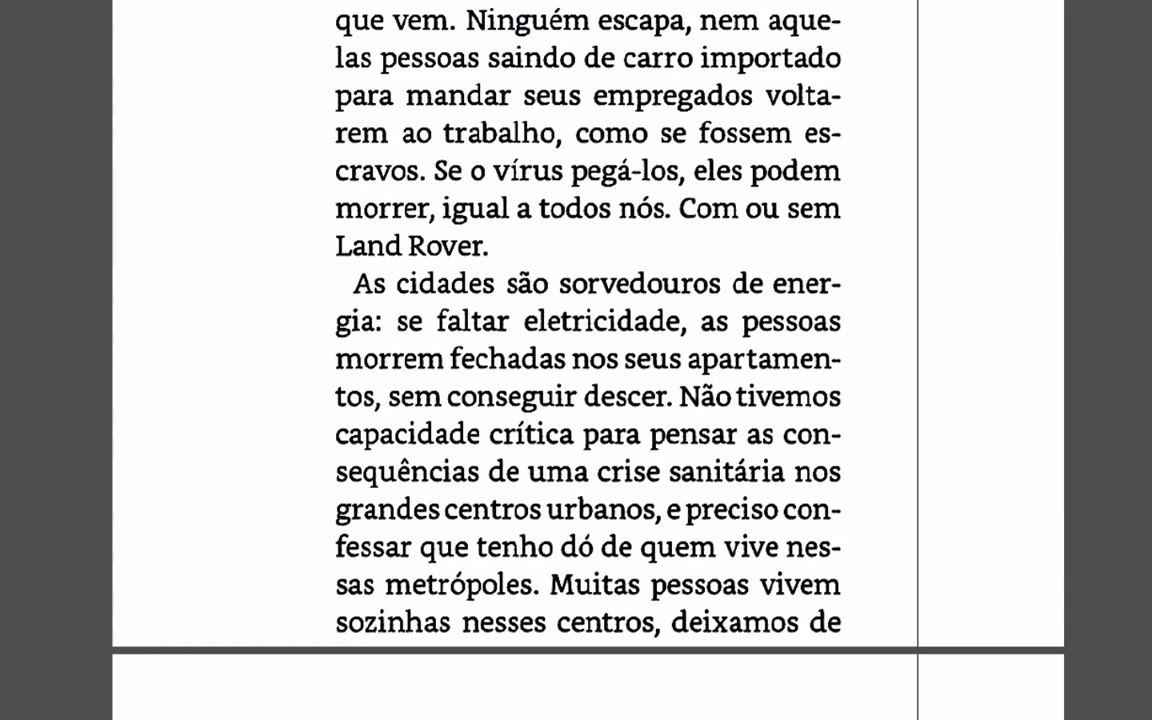 que vem. Ninguém escapa, nem aque-
las pessoas saindo de carro importado
para mandar seus empregados volta-
rem ao trabalho, como se fossem es-
cravos. Se o vírus pegá-los, eles podem
morrer, igual a todos nós. Com ou sem
Land Rover.
As cidades são sorvedouros de ener-
gia: se faltar eletricidade, as pessoas
morrem fechadas nos seus apartamen-
tos, sem conseguir descer. Não tivemos
capacidade crítica para pensar as con-
sequências de uma crise sanitária nos
grandes centros urbanos, e preciso con-
fessar que tenho dó de quem vive nes-
sas metrópoles. Muitas pessoas vivem
sozinhas nesses centros, deixamos de